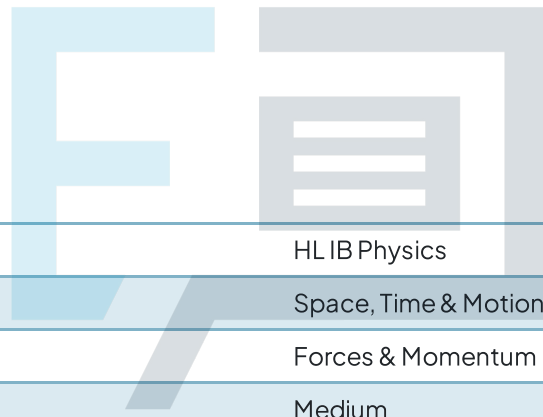 HL IB Physics
Space, Time & Motion
Forces & Momentum
Medium